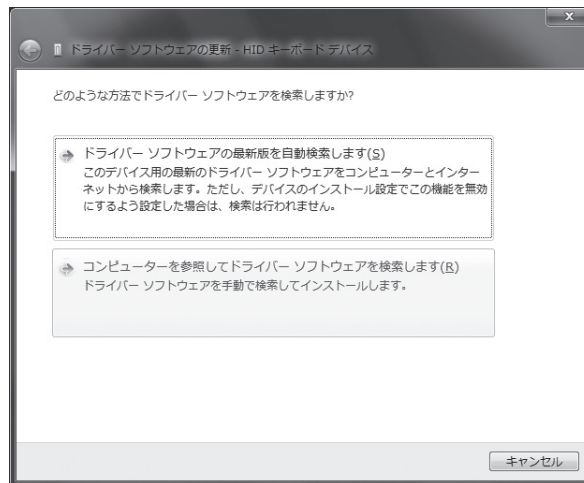 x
ドライバー ソフトウェアの更新 - HID キーボード デバイス
どのような方法でドライバー ソフトウェアを検索しますか?
ドライバー ソフトウェアの最新版を自動検索します(S)
このデバイス用の最新のドライバー ソフトウェアをコンピューターとインター
ネットから検索します。ただし、デバイスのインストール設定でこの機能を無効
にするよう設定した場合は、検索は行われません。
コンピューターを参照してドライバー ソフトウェアを検索します(R)
ドライバー ソフトウェアを手動で検索してインストールします。
キャンセル